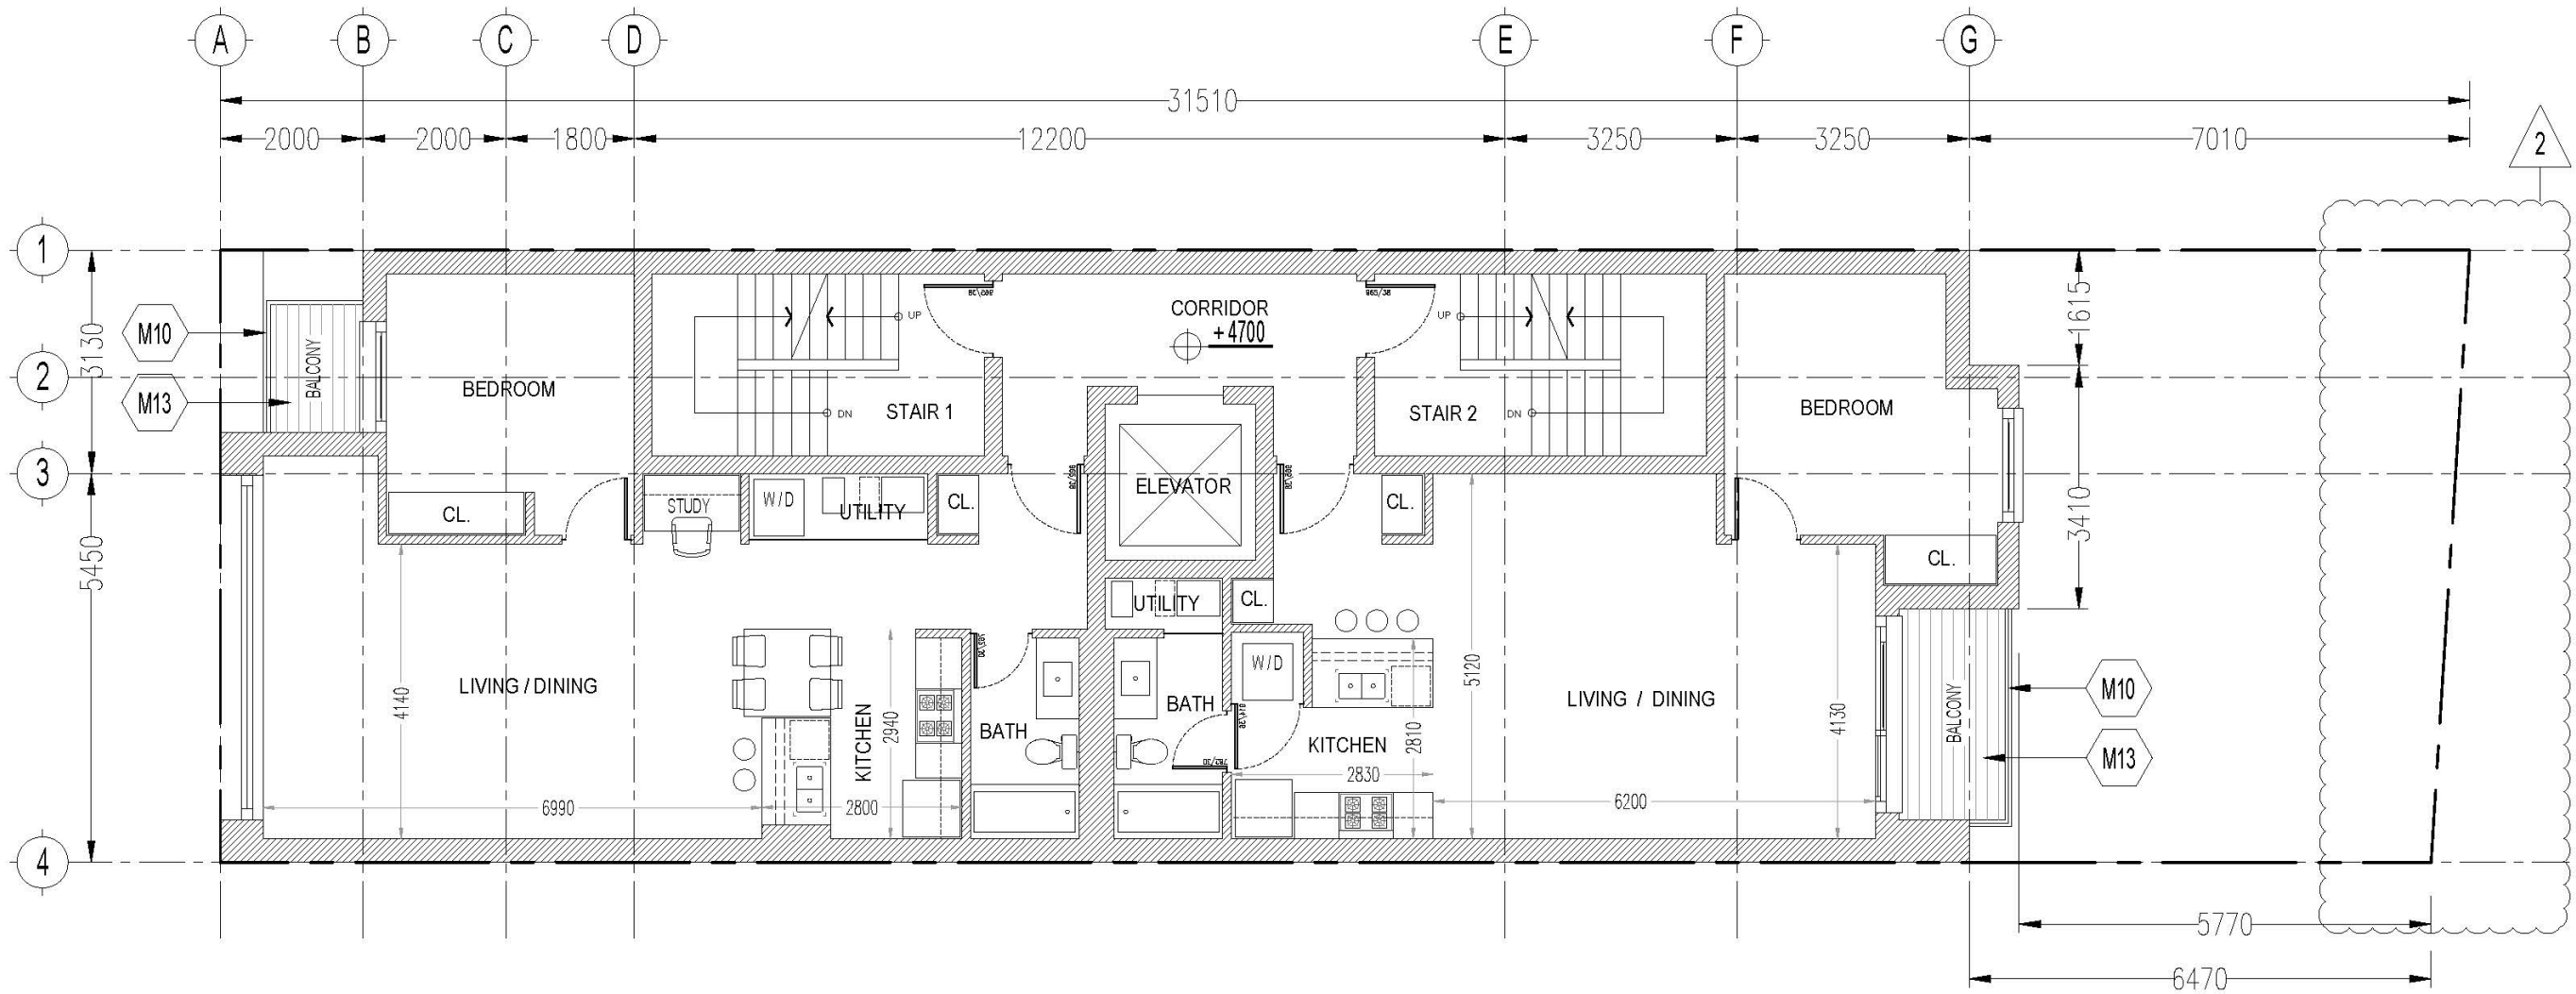 A B C D E F G
31510
2000 2000 1800 12200 3250 3250 7010
2
1
2
3
4
3130
5450
M10
M13
BALCONY
BEDROOM
CL.
UP
DN
STAIR 1
CORRIDOR
+4700
965/38
UP
DN
STAIR 2
BEDROOM
CL.
1615
3410
ELEVATOR
STUDY
W/D
UTILITY
CL.
CL.
UTILITY
CL.
W/D
LIVING / DINING
4140
6990
KITCHEN
2940
2800
BATH
BATH
KITCHEN
2810
2830
5120
LIVING / DINING
6200
4130
BALCONY
M10
M13
5770
6470